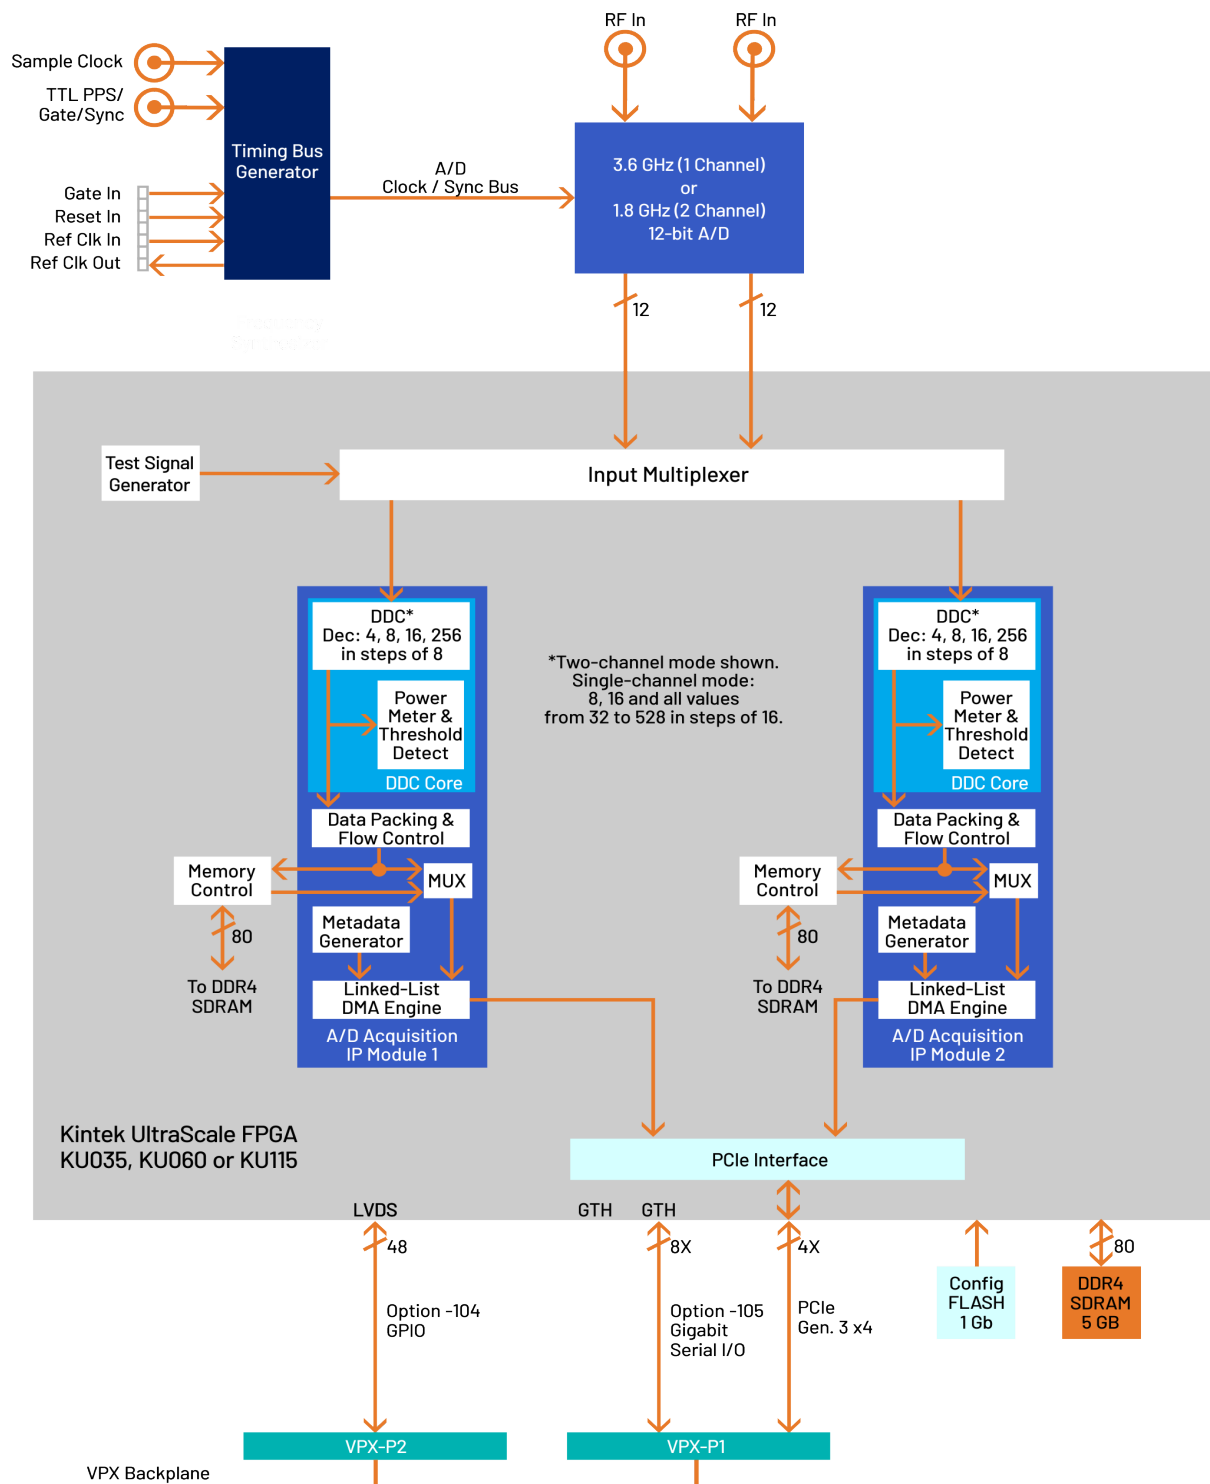 RF In
RF In
Sample Clock
TTL PPS/
Gate/Sync
Timing Bus
Generator
Gate In
Reset In
Ref Clk In
Ref Clk Out
A/D
Clock / Sync Bus
3.6 GHz (1 Channel)
or
1.8 GHz (2 Channel)
12-bit A/D
12
12
Test Signal
Generator
Input Multiplexer
DDC*
Dec: 4, 8, 16, 256
in steps of 8
Power
Meter &
Threshold
Detect
DDC Core
Data Packing &
Flow Control
Memory
Control
MUX
80
Metadata
Generator
To DDR4
SDRAM
Linked-List
DMA Engine
A/D Acquisition
IP Module 1
*Two-channel mode shown.
Single-channel mode:
8, 16 and all values
from 32 to 528 in steps of 16.
DDC*
Dec: 4, 8, 16, 256
in steps of 8
Power
Meter &
Threshold
Detect
DDC Core
Data Packing &
Flow Control
Memory
Control
MUX
80
Metadata
Generator
To DDR4
SDRAM
Linked-List
DMA Engine
A/D Acquisition
IP Module 2
Kintek UltraScale FPGA
KU035, KU060 or KU115
PCIe Interface
LVDS
GTH
GTH
48
8X
4X
80
Option -104
GPIO
Option -105
Gigabit
Serial I/O
PCIe
Gen. 3 x4
Config
FLASH
1 Gb
DDR4
SDRAM
5 GB
VPX-P2
VPX-P1
VPX Backplane